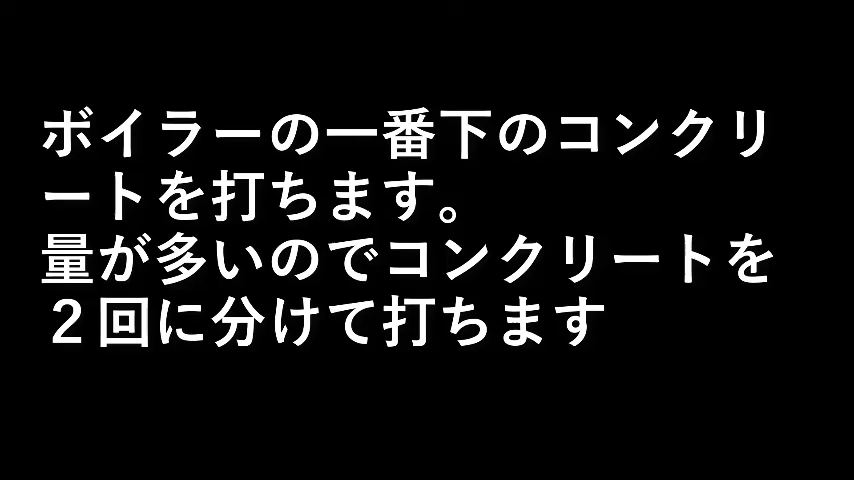 ボイラーの一番下のコンクリ
ートを打ちます。
量が多いのでコンクリートを
２回に分けて打ちます